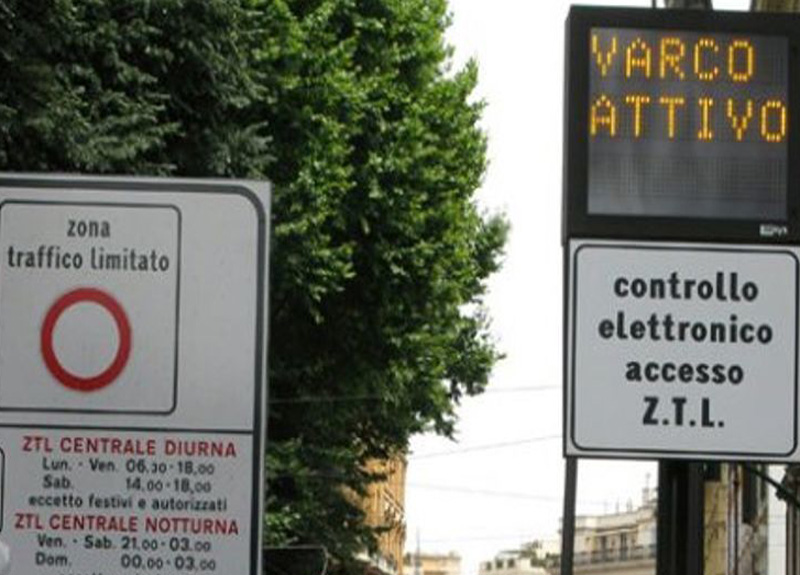 zona
traffico limitato
ZTL CENTRALE DIURNA
Lun. - Ven. 06.30-18,00
Sab. 14,00-18,00
eccetto festivi e autorizzati
ZTL CENTRALE NOTTURNA
Ven. - Sab. 21.00-03.00
Dom. 00.00-03.00
VARCO
ATTIVO
controllo
elettronico
accesso
Z.T.L.